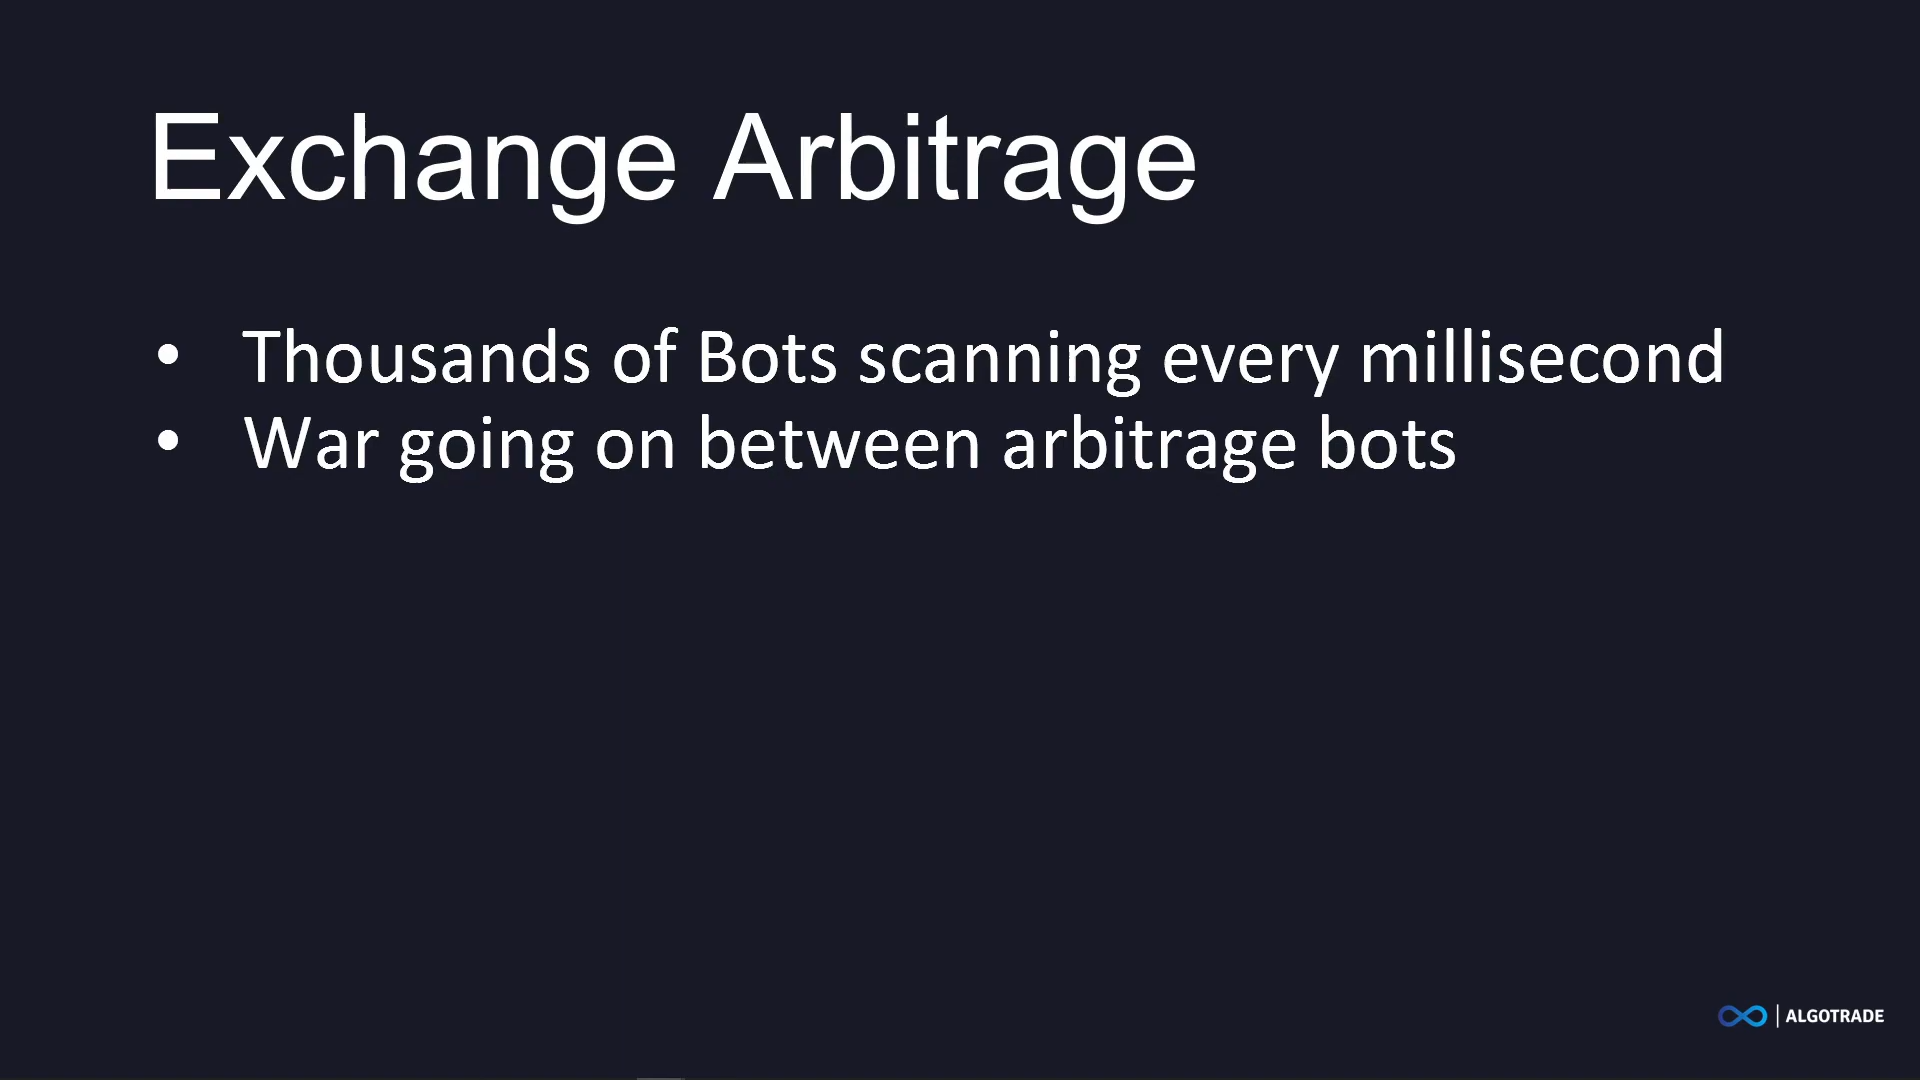 Exchange Arbitrage
• Thousands of Bots scanning every millisecond
• War going on between arbitrage bots
ALGOTRADE